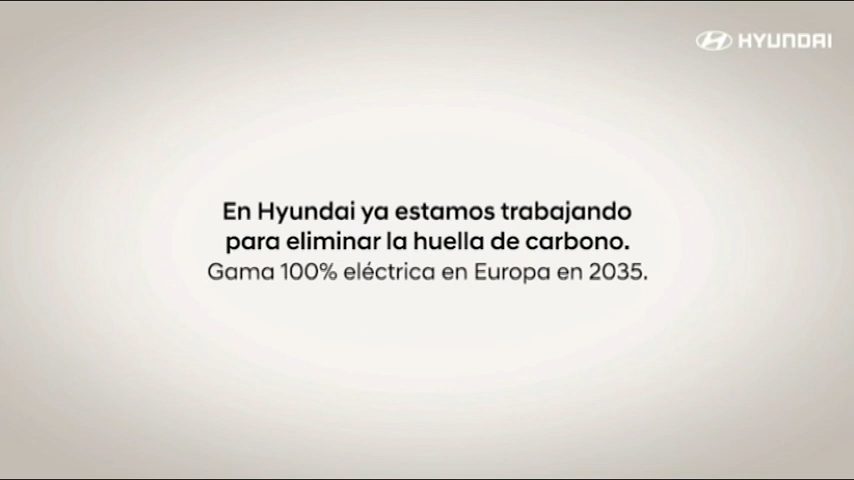 HYUNDAI
En Hyundai ya estamos trabajando
para eliminar la huella de carbono.
Gama 100% eléctrica en Europa en 2035.